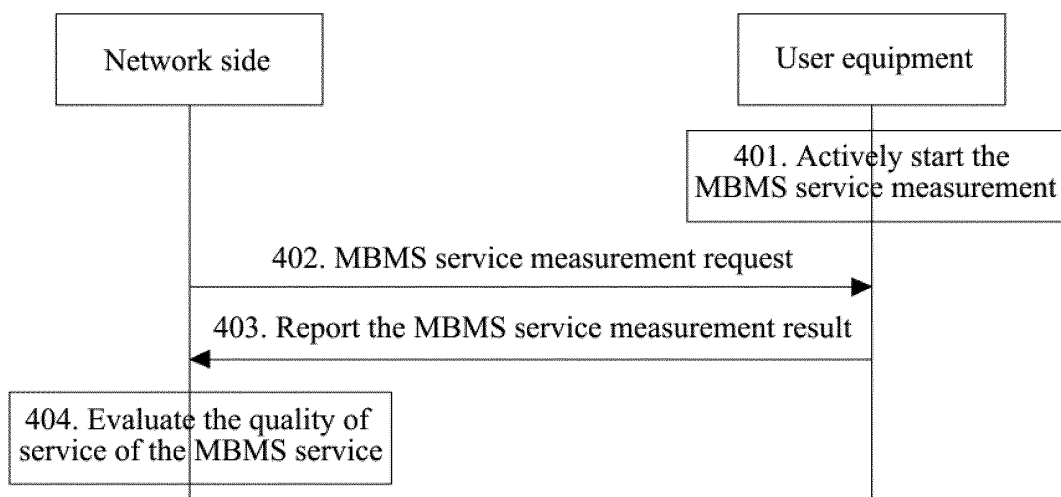 Network side
User equipment
401. Actively start the
MBMS service measurement
402. MBMS service measurement request
403. Report the MBMS service measurement result
404. Evaluate the quality of
service of the MBMS service